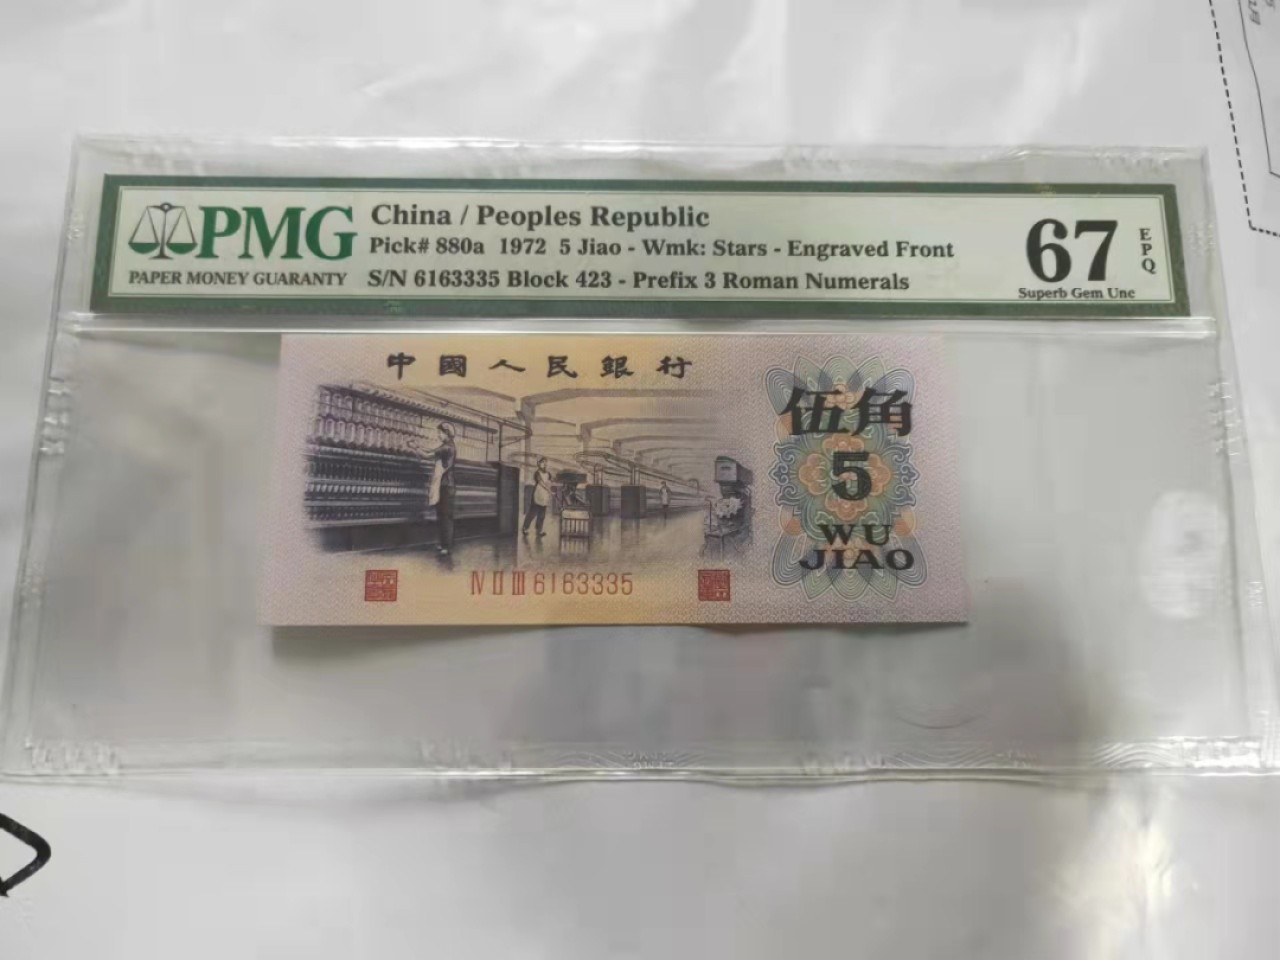 PMG
PAPER MONEY GUARANTY
China / Peoples Republic
Pick# 880a 1972 5 Jiao - Wmk: Stars - Engraved Front
S/N 6163335 Block 423 - Prefix 3 Roman Numerals
67
EPQ
Superb Gem Unc
中國人民銀行
伍角
5
WU
JIAO
ⅣⅡⅢ6163335